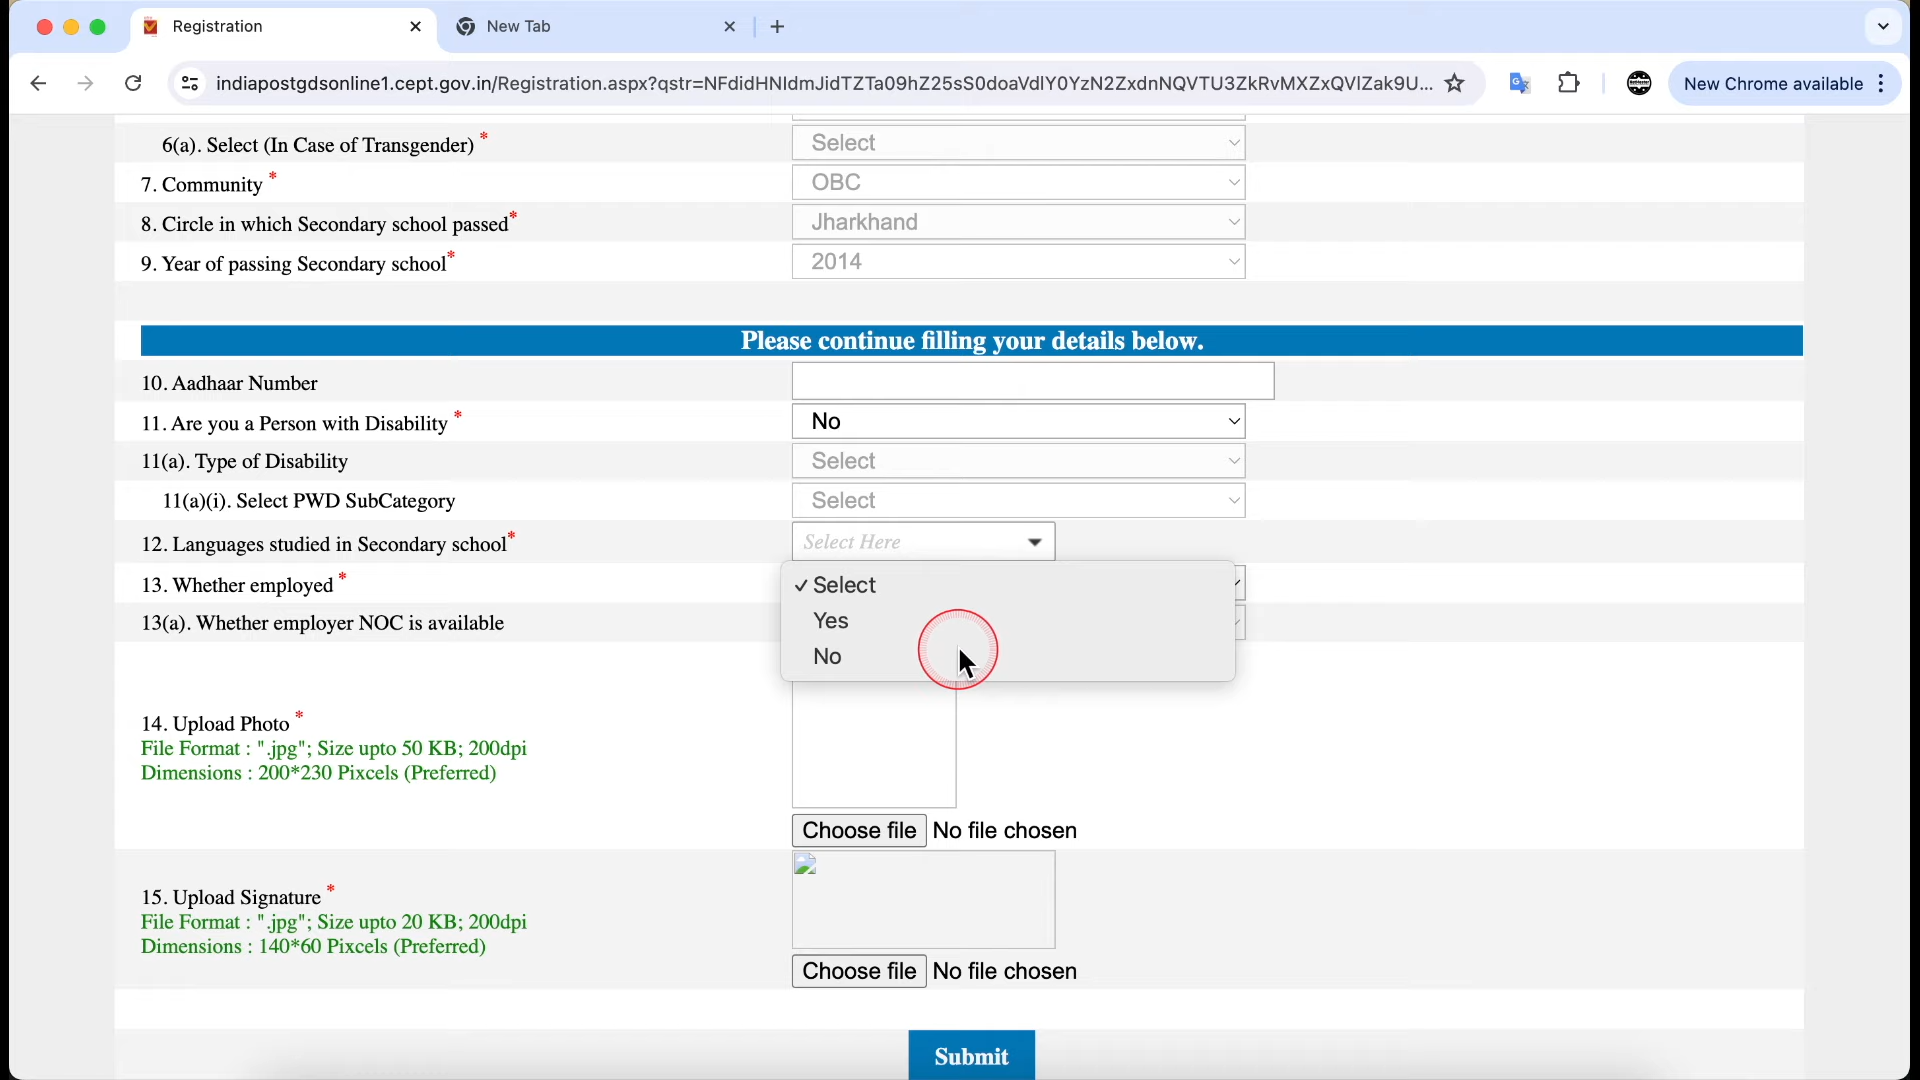 Registration
New Tab
indiapostgdsonline1.cept.gov.in/Registration.aspx?qstr=NFdidHNIdmJidTZTa09hZ25sS0doaVdlY0YzN2ZxdnNQVTU3ZkRvMXZxQVlZak9U...
New Chrome available
6(a). Select (In Case of Transgender) *
Select
7. Community *
OBC
8. Circle in which Secondary school passed*
Jharkhand
9. Year of passing Secondary school*
2014
Please continue filling your details below.
10. Aadhaar Number
11. Are you a Person with Disability *
No
11(a). Type of Disability
Select
11(a)(i). Select PWD SubCategory
Select
12. Languages studied in Secondary school*
Select Here
13. Whether employed *
✓ Select
Yes
13(a). Whether employer NOC is available
No
14. Upload Photo *
File Format : ".jpg"; Size upto 50 KB; 200dpi
Dimensions : 200*230 Pixcels (Preferred)
Choose file No file chosen
15. Upload Signature *
File Format : ".jpg"; Size upto 20 KB; 200dpi
Dimensions : 140*60 Pixcels (Preferred)
Choose file No file chosen
Submit